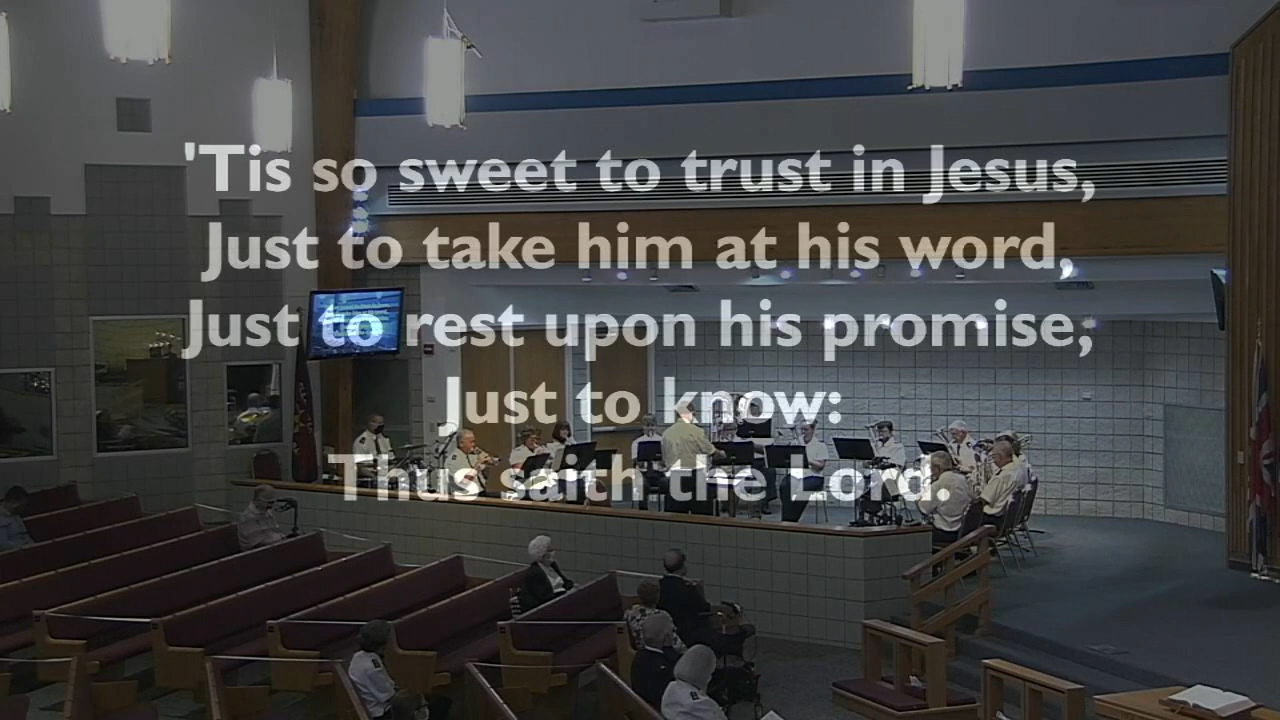 'Tis so sweet to trust in Jesus,
Just to take him at his word,
Just to rest upon his promise;
Just to know:
Thus saith the Lord.